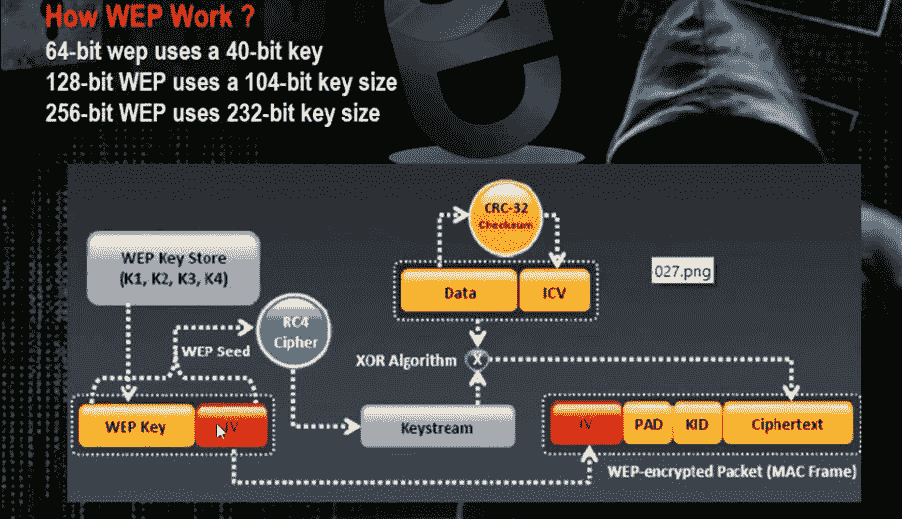 How WEP Work ?
64-bit wep uses a 40-bit key
128-bit WEP uses a 104-bit key size
256-bit WEP uses 232-bit key size
CRC-32
Checksum
WEP Key Store
(K1, K2, K3, K4)
027.png
Data
ICV
RC4
Cipher
WEP Seed
XOR Algorithm
X
WEP Key
IV
Keystream
IV
PAD
KID
Ciphertext
WEP-encrypted Packet (MAC Frame)